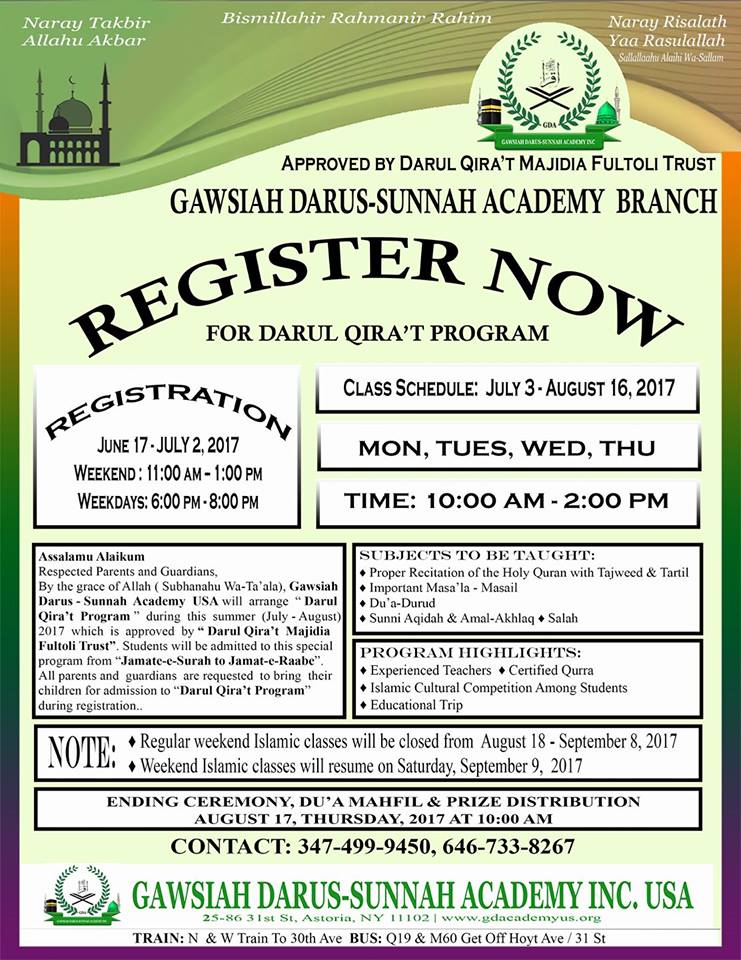 Naray Takbir
Allahu Akbar
Bismillahir Rahmanir Rahim
Naray Risalath
Yaa Rasulallah
Sallallaahu Alaihi Wa-Sallam
GDA
GAWSIAH DARUS-SUNNAH ACADEMY INC
APPROVED BY DARUL QIRA'T MAJIDIA FULTOLI TRUST
GAWSIAH DARUS-SUNNAH ACADEMY BRANCH
REGISTER NOW
FOR DARUL QIRA'T PROGRAM
REGISTRATION
JUNE 17 - JULY 2, 2017
WEEKEND : 11:00 AM – 1:00 PM
WEEKDAYS: 6:00 PM - 8:00 PM
CLASS SCHEDULE: JULY 3 - AUGUST 16, 2017
MON, TUES, WED, THU
TIME: 10:00 AM - 2:00 PM
Assalamu Alaikum
Respected Parents and Guardians,
By the grace of Allah ( Subhanahu Wa-Ta'ala), Gawsiah
Darus - Sunnah Academy USA will arrange " Darul
Qira't Program " during this summer (July - August)
2017 which is approved by " Darul Qira't Majidia
Fultoli Trust". Students will be admitted to this special
program from "Jamate-e-Surah to Jamat-e-Raabe".
All parents and guardians are requested to bring their
children for admission to "Darul Qira't Program"
during registration..
SUBJECTS TO BE TAUGHT:
♦ Proper Recitation of the Holy Quran with Tajweed & Tartil
♦ Important Masa'la - Masail
♦ Du'a-Durud
♦ Sunni Aqidah & Amal-Akhlaq ♦ Salah
PROGRAM HIGHLIGHTS:
♦ Experienced Teachers ♦ Certified Qurra
♦ Islamic Cultural Competition Among Students
♦ Educational Trip
NOTE:
♦ Regular weekend Islamic classes will be closed from August 18 - September 8, 2017
♦ Weekend Islamic classes will resume on Saturday, September 9, 2017
ENDING CEREMONY, DU'A MAHFIL & PRIZE DISTRIBUTION
AUGUST 17, THURSDAY, 2017 AT 10:00 AM
CONTACT: 347-499-9450, 646-733-8267
GAWSIAH DARUS-SUNNAH ACADEMY INC
GAWSIAH DARUS-SUNNAH ACADEMY INC. USA
25-86 31st St, Astoria, NY 11102 | www.gdacademyus.org
TRAIN: N & W Train To 30th Ave BUS: Q19 & M60 Get Off Hoyt Ave / 31 St